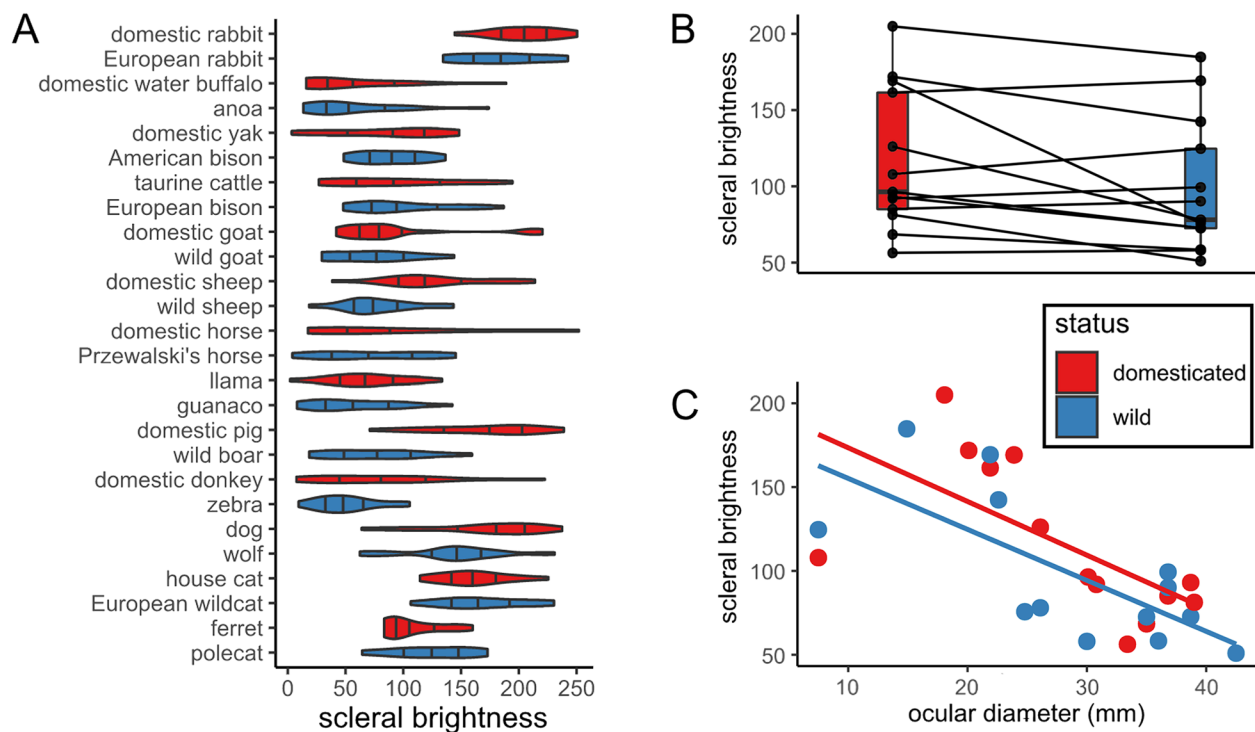 A
domestic rabbit
European rabbit
domestic water buffalo
anoa
domestic yak
American bison
taurine cattle
European bison
domestic goat
wild goat
domestic sheep
wild sheep
domestic horse
Przewalski's horse
llama
guanaco
domestic pig
wild boar
domestic donkey
zebra
dog
wolf
house cat
European wildcat
ferret
polecat
0 50 100 150 200 250
scleral brightness
B
scleral brightness
200
150
100
50
status
domesticated
wild
C
scleral brightness
200
150
100
50
10 20 30 40
ocular diameter (mm)